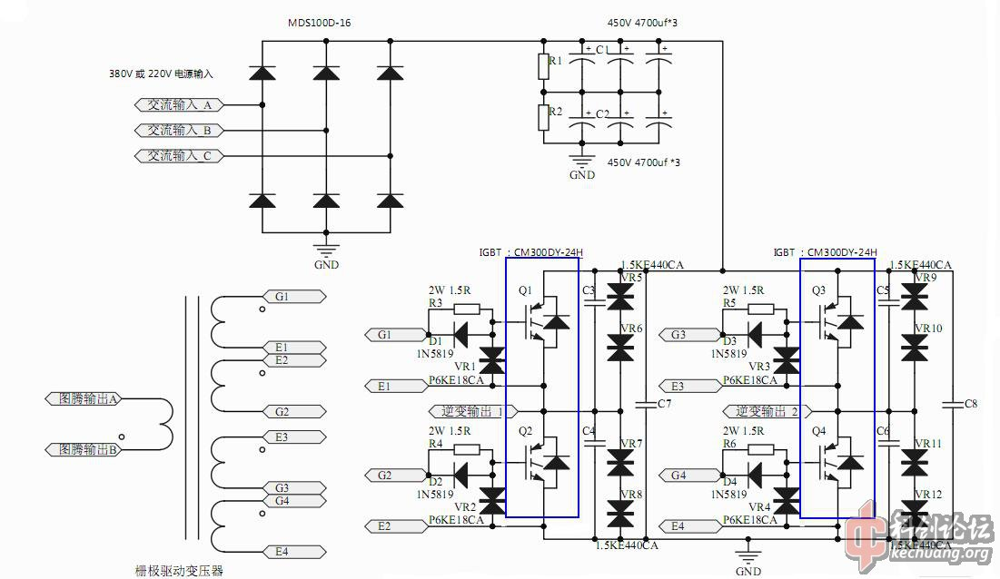 MDS100D-16
450V 4700uf*3
380V 或 220V 电源输入
交流输入_A
交流输入_B
交流输入_C
R1
C1
+
+
+
R2
C2
+
+
+
450V 4700uf *3
GND
GND
IGBT ：CM300DY-24H
IGBT ：CM300DY-24H
1.5KE440CA
1.5KE440CA
G1
E1
E2
G2
E3
G3
G4
E4
图腾输出A
图腾输出B
栅极驱动变压器
2W 1.5R
R3
Q1
C3
VR5
G1
D1
1N5819
VR1
VR6
E1
P6KE18CA
逆变输出_1
C7
2W 1.5R
R4
Q2
C4
VR7
G2
D2
1N5819
VR2
VR8
E2
P6KE18CA
1.5KE440CA
2W 1.5R
R5
Q3
C5
VR9
G3
D3
1N5819
VR3
VR10
E3
P6KE18CA
逆变输出_2
C8
2W 1.5R
R6
Q4
C6
VR11
G4
D4
1N5819
VR4
VR12
E4
P6KE18CA
1.5KE440CA
GND
科创论坛
kechuang.org